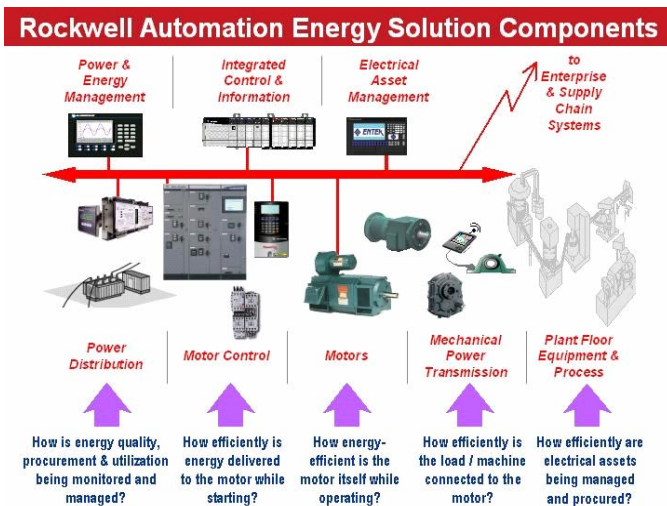 Rockwell Automation Energy Solution Components
Power &
Energy
Management
Integrated
Control &
Information
Electrical
Asset
Management
to
Enterprise
& Supply
Chain
Systems
ENTEK
Power
Distribution
Motor Control
Motors
Mechanical
Power
Transmission
Plant Floor
Equipment &
Process
How is energy quality,
procurement & utilization
being monitored and
managed?
How efficiently is
energy delivered
to the motor while
starting?
How energy-
efficient is the
motor itself while
operating?
How efficiently is
the load / machine
connected to the
motor?
How efficiently are
electrical assets
being managed
and procured?